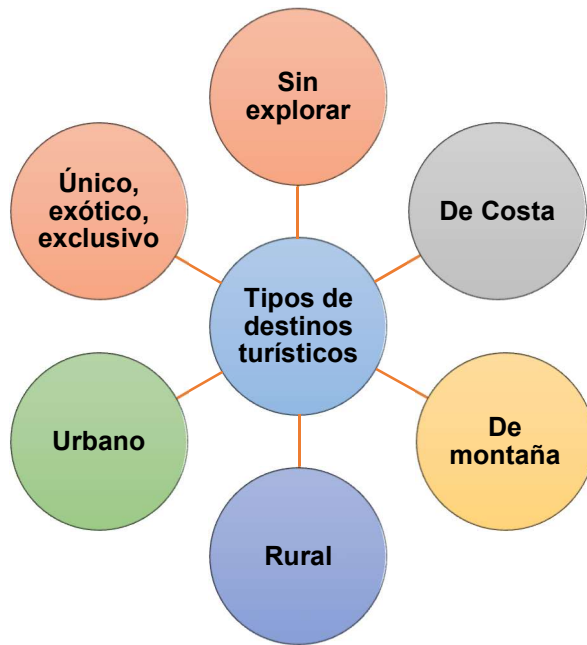 Sin
explorar
Único,
exótico,
exclusivo
De Costa
Tipos de
destinos
turísticos
Urbano
De
montaña
Rural